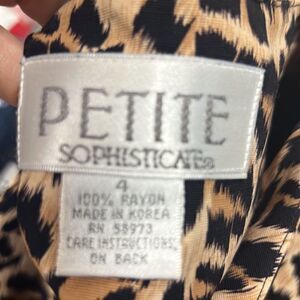 PETITE
SOPHISTICATE®
4
100% RAYON
MADE IN KOREA
RN 58973
CARE INSTRUCTIONS
ON BACK